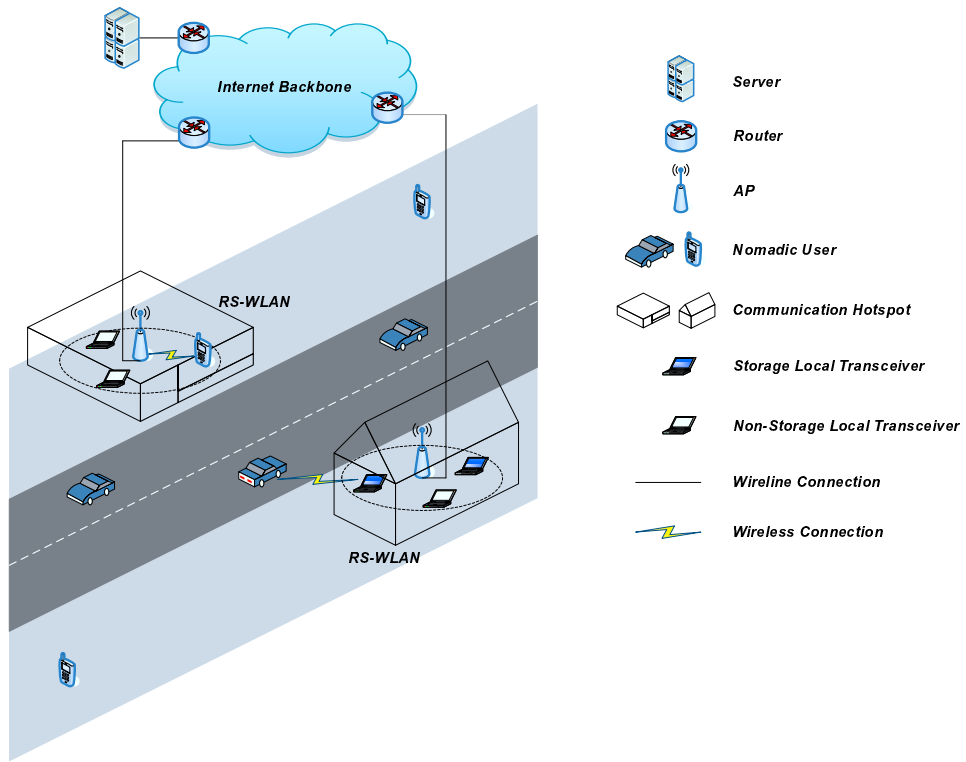 Internet Backbone
RS-WLAN
RS-WLAN
Server
Router
AP
Nomadic User
Communication Hotspot
Storage Local Transceiver
Non-Storage Local Transceiver
Wireline Connection
Wireless Connection